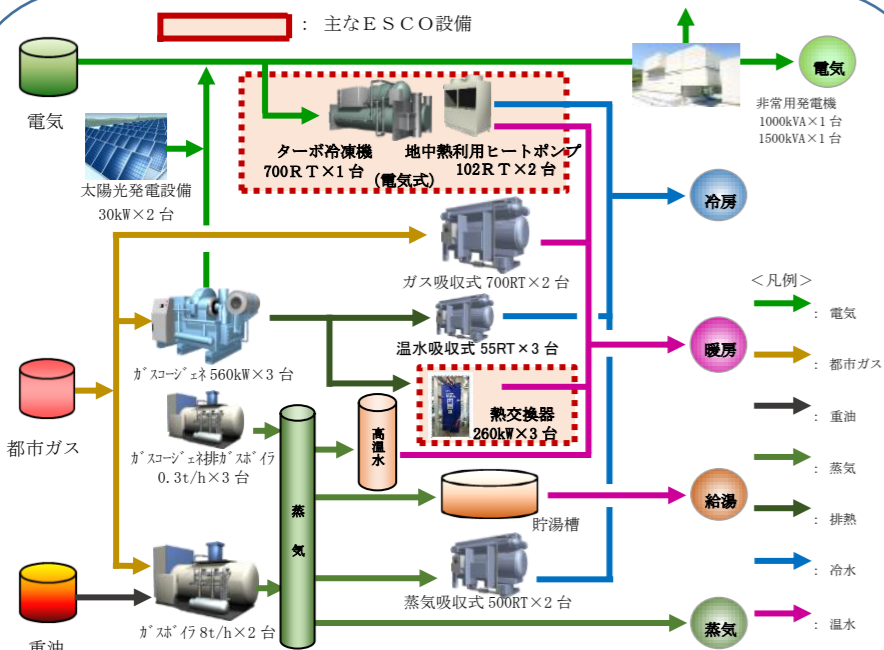 ： 主なＥＳＣＯ設備
電気
電気
非常用発電機
1000kVA×1 台
1500kVA×1 台
ターボ冷凍機
700ＲＴ×1 台
(電気式)
地中熱利用ヒートポンプ
102ＲＴ×2 台
太陽光発電設備
30kW×2 台
冷房
ガス吸収式 700RT×2 台
＜凡例＞
： 電気
： 都市ガス
： 重油
： 蒸気
： 排熱
： 冷水
： 温水
ｶﾞｽｺｰｼﾞｪﾈ 560kW×3 台
温水吸収式 55RT×3 台
暖房
熱交換器
260kW×3 台
都市ガス
ｶﾞｽｺｰｼﾞｪﾈ排ｶﾞｽﾎﾞｲﾗ
0.3t/h×3 台
高温水
蒸気
貯湯槽
給湯
蒸気吸収式 500RT×2 台
ｶﾞｽﾎﾞｲﾗ 8t/h×2 台
重油
蒸気